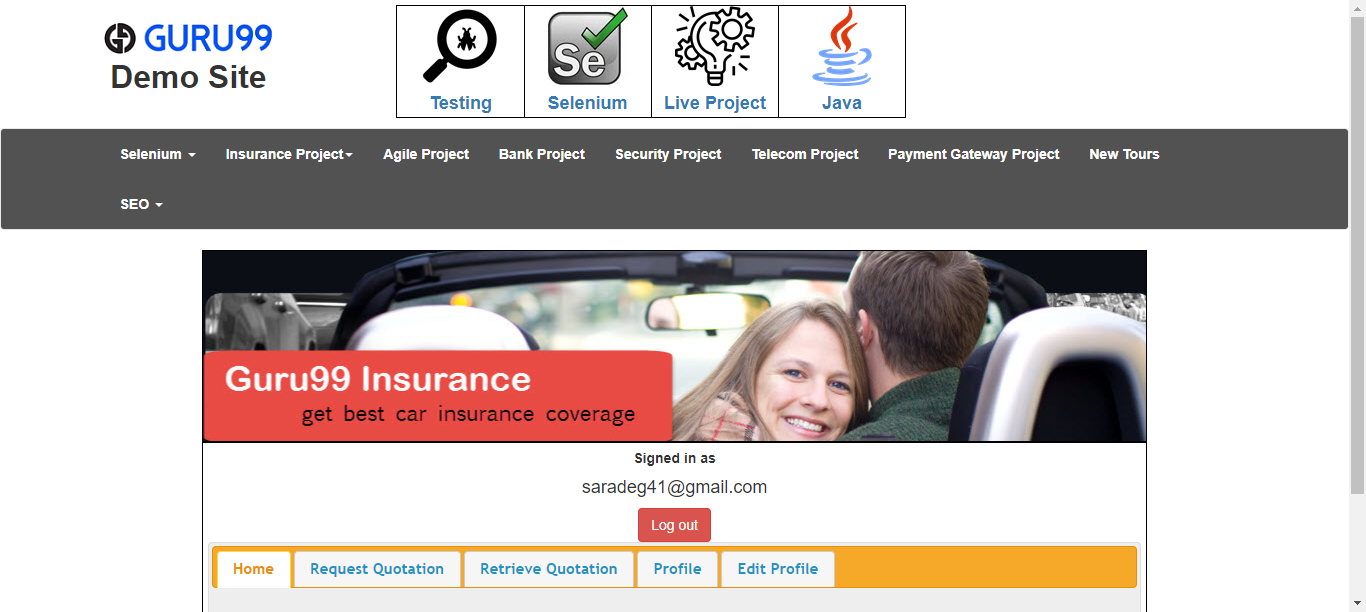 GURU99
Demo Site
Se
Testing Selenium Live Project Java
Selenium Insurance Project Agile Project Bank Project Security Project Telecom Project Payment Gateway Project New Tours
SEO
Guru99 Insurance
get best car insurance coverage
Signed in as
saradeg41@gmail.com
Log out
Home Request Quotation Retrieve Quotation Profile Edit Profile